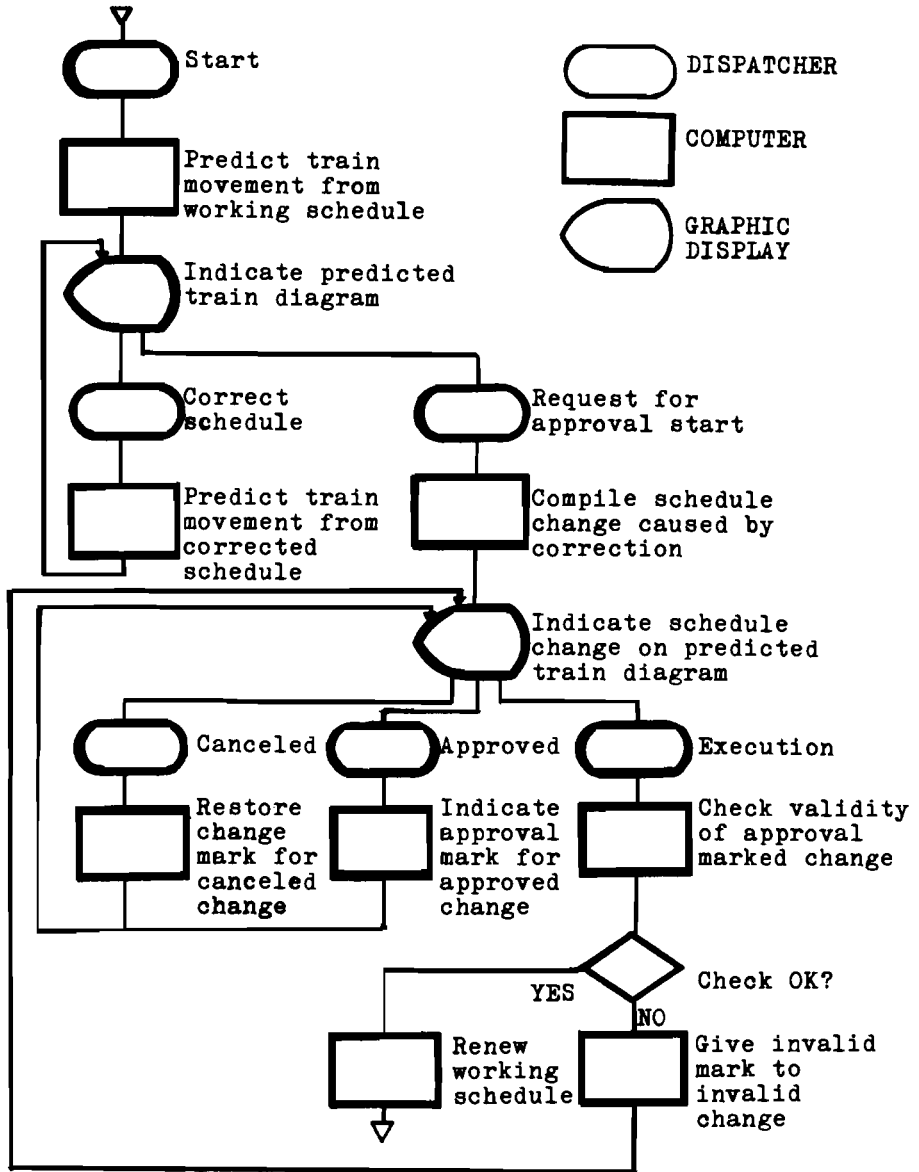 Start
DISPATCHER
COMPUTER
GRAPHIC
DISPLAY
Predict train
movement from
working schedule
Indicate predicted
train diagram
Correct
schedule
Request for
approval start
Predict train
movement from
corrected
schedule
Compile schedule
change caused by
correction
Indicate schedule
change on predicted
train diagram
Canceled
Approved
Execution
Restore
change
mark for
canceled
change
Indicate
approval
mark for
approved
change
Check validity
of approval
marked change
Check OK?
YES
NO
Renew
working
schedule
Give invalid
mark to
invalid
change